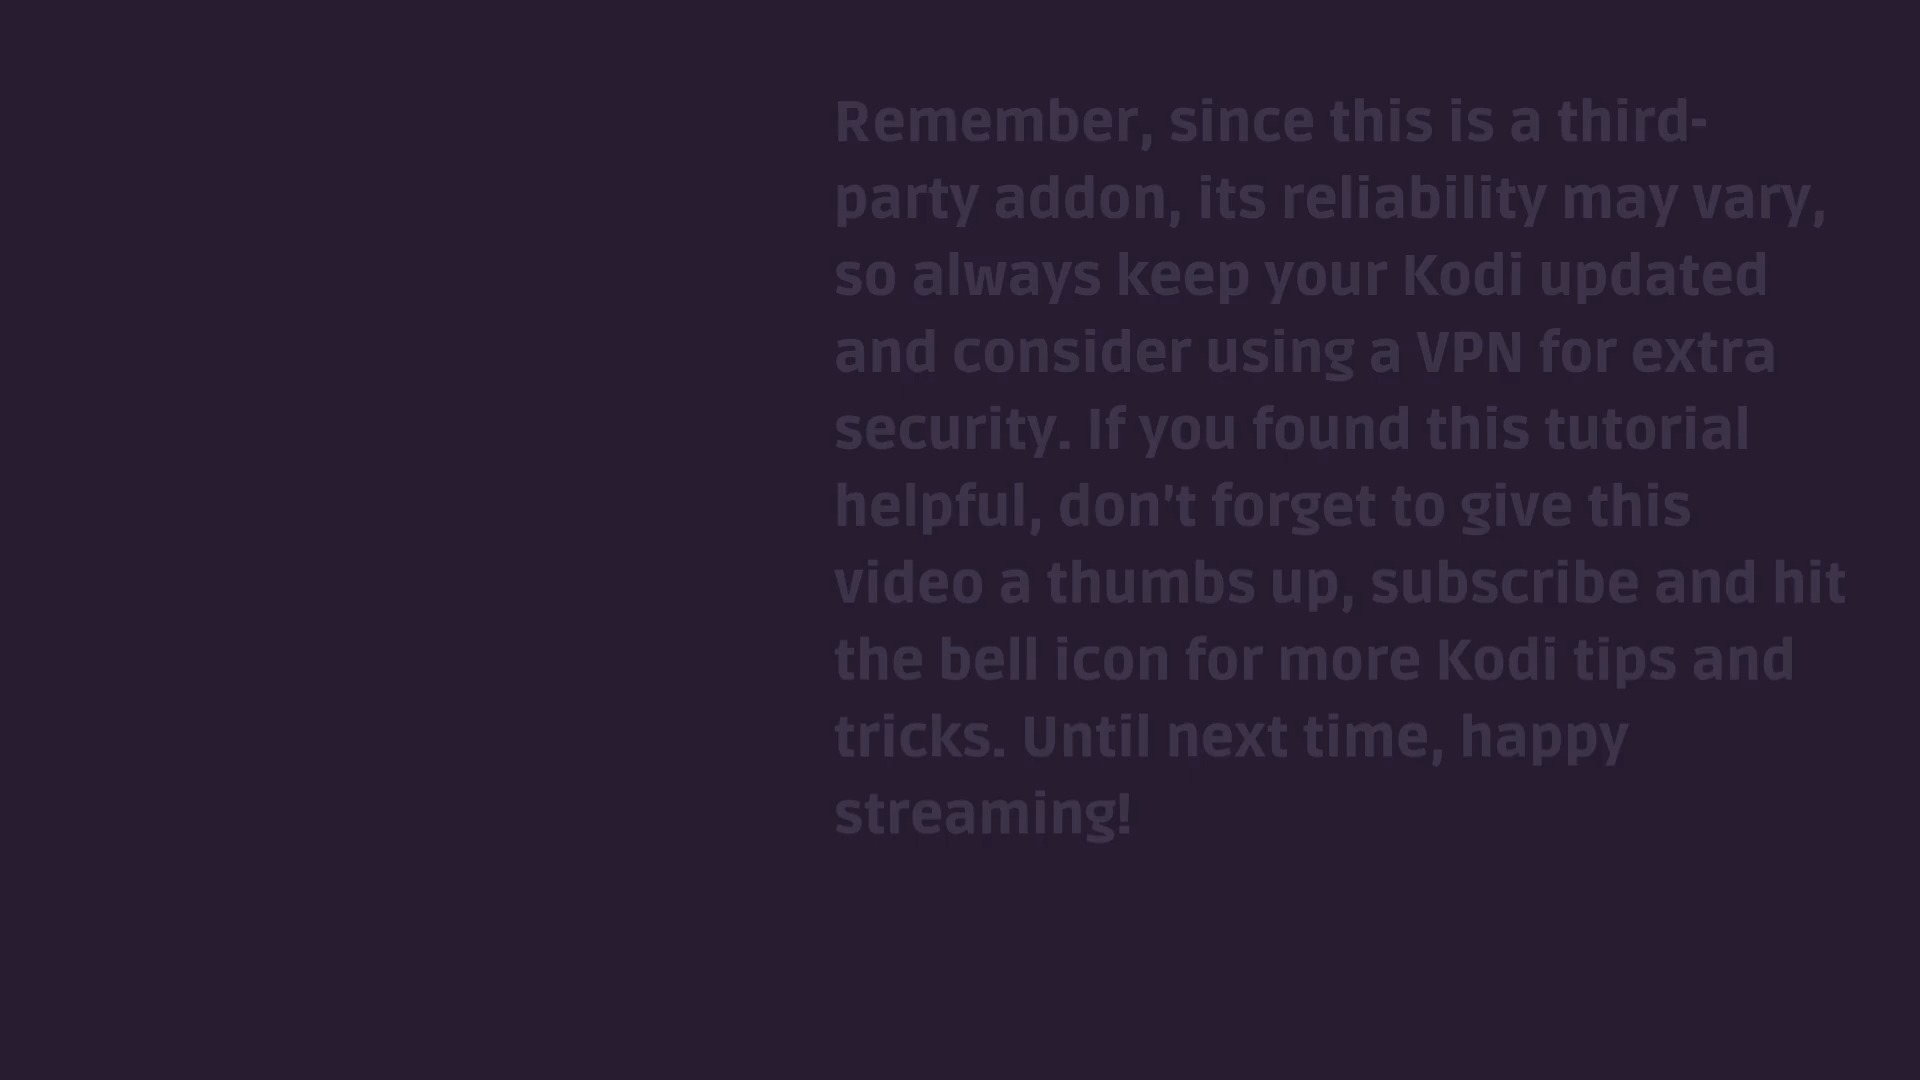 Remember, since this is a third-
party addon, its reliability may vary,
so always keep your Kodi updated
and consider using a VPN for extra
security. If you found this tutorial
helpful, don't forget to give this
video a thumbs up, subscribe and hit
the bell icon for more Kodi tips and
tricks. Until next time, happy
streaming!